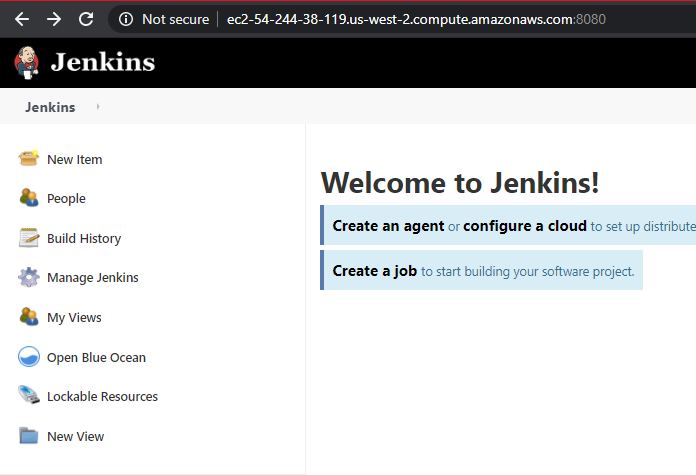 Not secure ec2-54-244-38-119.us-west-2.compute.amazonaws.com:8080
Jenkins
Jenkins
New Item
People
Build History
Manage Jenkins
My Views
Open Blue Ocean
Lockable Resources
New View
Welcome to Jenkins!
Create an agent or configure a cloud to set up distribute
Create a job to start building your software project.